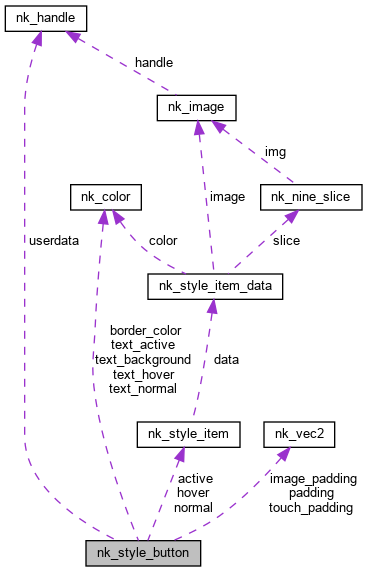 nk_handle
handle
nk_image
img
nk_color
image
nk_nine_slice
userdata
color
slice
nk_style_item_data
border_color
text_active
text_background
text_hover
text_normal
data
nk_style_item
nk_vec2
active
hover
normal
image_padding
padding
touch_padding
nk_style_button